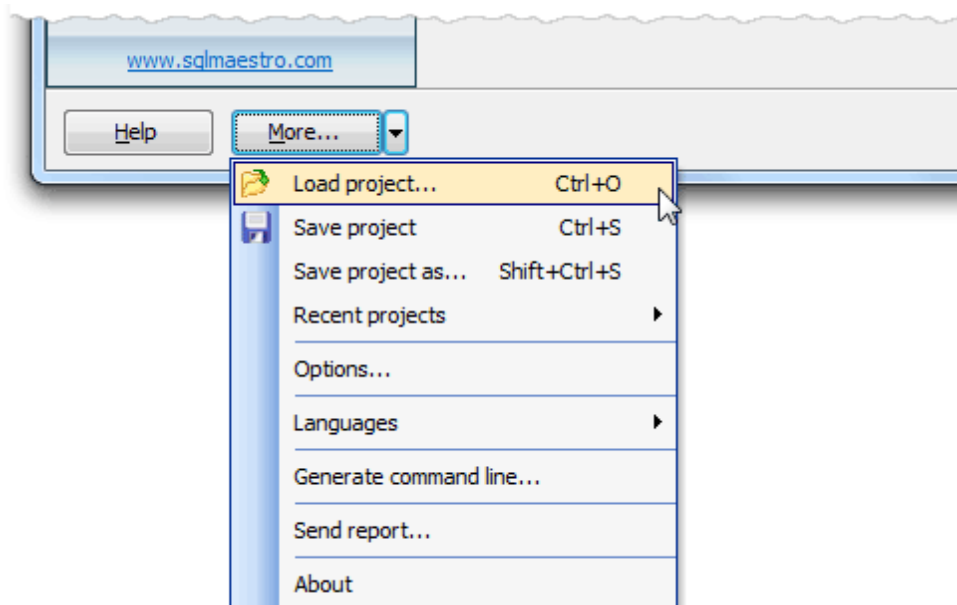 www.sqlmaestro.com
Help More...
Load project... Ctrl+O
Save project Ctrl+S
Save project as... Shift+Ctrl+S
Recent projects
Options...
Languages
Generate command line...
Send report...
About